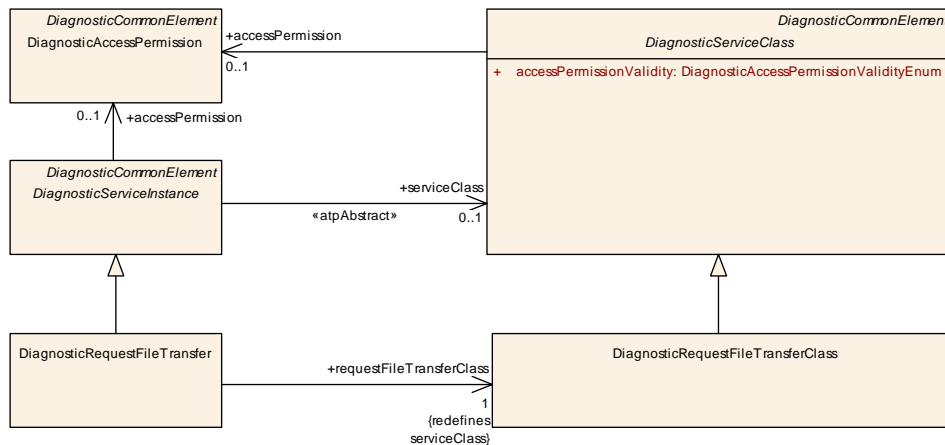 DiagnosticCommonElement
DiagnosticAccessPermission
+accessPermission
0..1
DiagnosticCommonElement
DiagnosticServiceClass
+ accessPermissionValidity: DiagnosticAccessPermissionValidityEnum
0..1
+accessPermission
DiagnosticCommonElement
DiagnosticServiceInstance
+serviceClass
«atpAbstract»
0..1
DiagnosticRequestFileTransfer
+requestFileTransferClass
1
{redefines
serviceClass}
DiagnosticRequestFileTransferClass